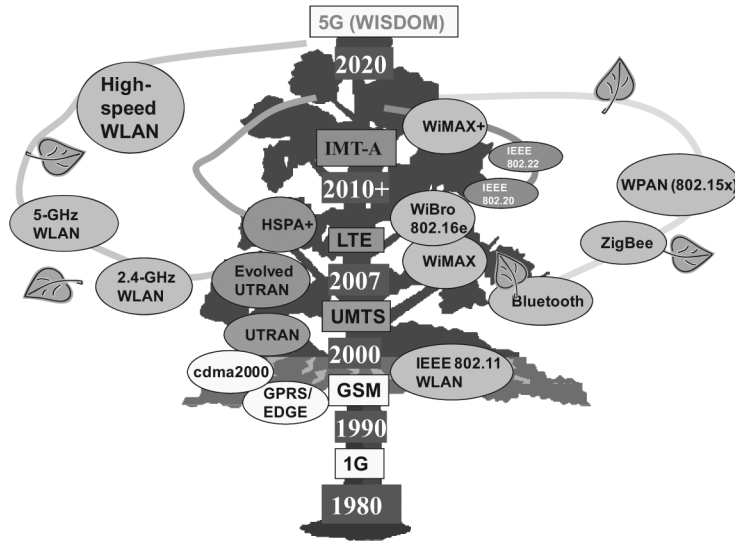 5G (WISDOM)
2020
High-
speed
WLAN
WiMAX+
IMT-A
IEEE
802.22
2010+
IEEE
802.20
WPAN (802.15x)
5-GHz
WLAN
HSPA+
WiBro
802.16e
LTE
ZigBee
2.4-GHz
WLAN
Evolved
UTRAN
2007
WiMAX
Bluetooth
UMTS
UTRAN
2000
cdma2000
IEEE 802.11
WLAN
GPRS/
EDGE
GSM
1990
1G
1980